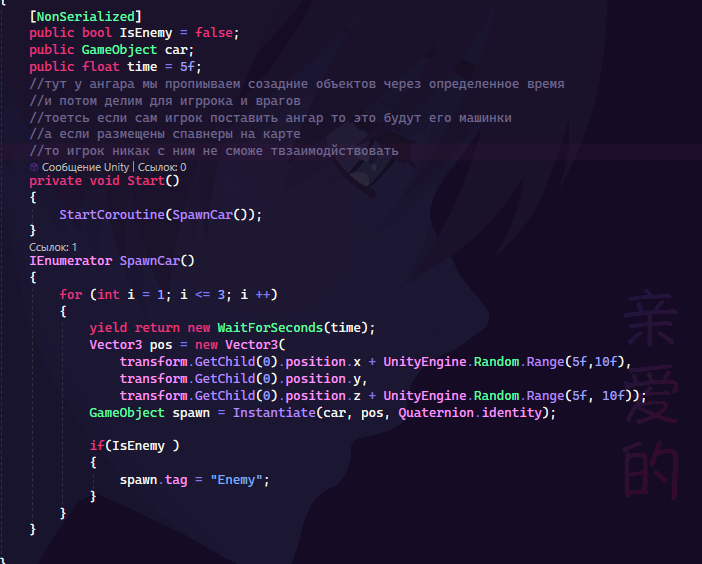 {
[NonSerialized]
public bool IsEnemy = false;
public GameObject car;
public float time = 5f;
//тут у ангара мы пропиываем созадние объектов через определенное время
//и потом делим для игррока и врагов
//тоетсь если сам игрок поставить ангар то это будут его машинки
//а если размещены спавнеры на карте
//то игрок никак с ним не сможе твзаимодйствовать
Сообщение Unity | Ссылок: 0
private void Start()
{
StartCoroutine(SpawnCar());
}
Ссылок: 1
IEnumerator SpawnCar()
{
for (int i = 1; i <= 3; i ++)
{
yield return new WaitForSeconds(time);
Vector3 pos = new Vector3(
transform.GetChild(0).position.x + UnityEngine.Random.Range(5f,10f),
transform.GetChild(0).position.y,
transform.GetChild(0).position.z + UnityEngine.Random.Range(5f, 10f));
GameObject spawn = Instantiate(car, pos, Quaternion.identity);
if(IsEnemy )
{
spawn.tag = "Enemy";
}
}
}
}
亲爱的